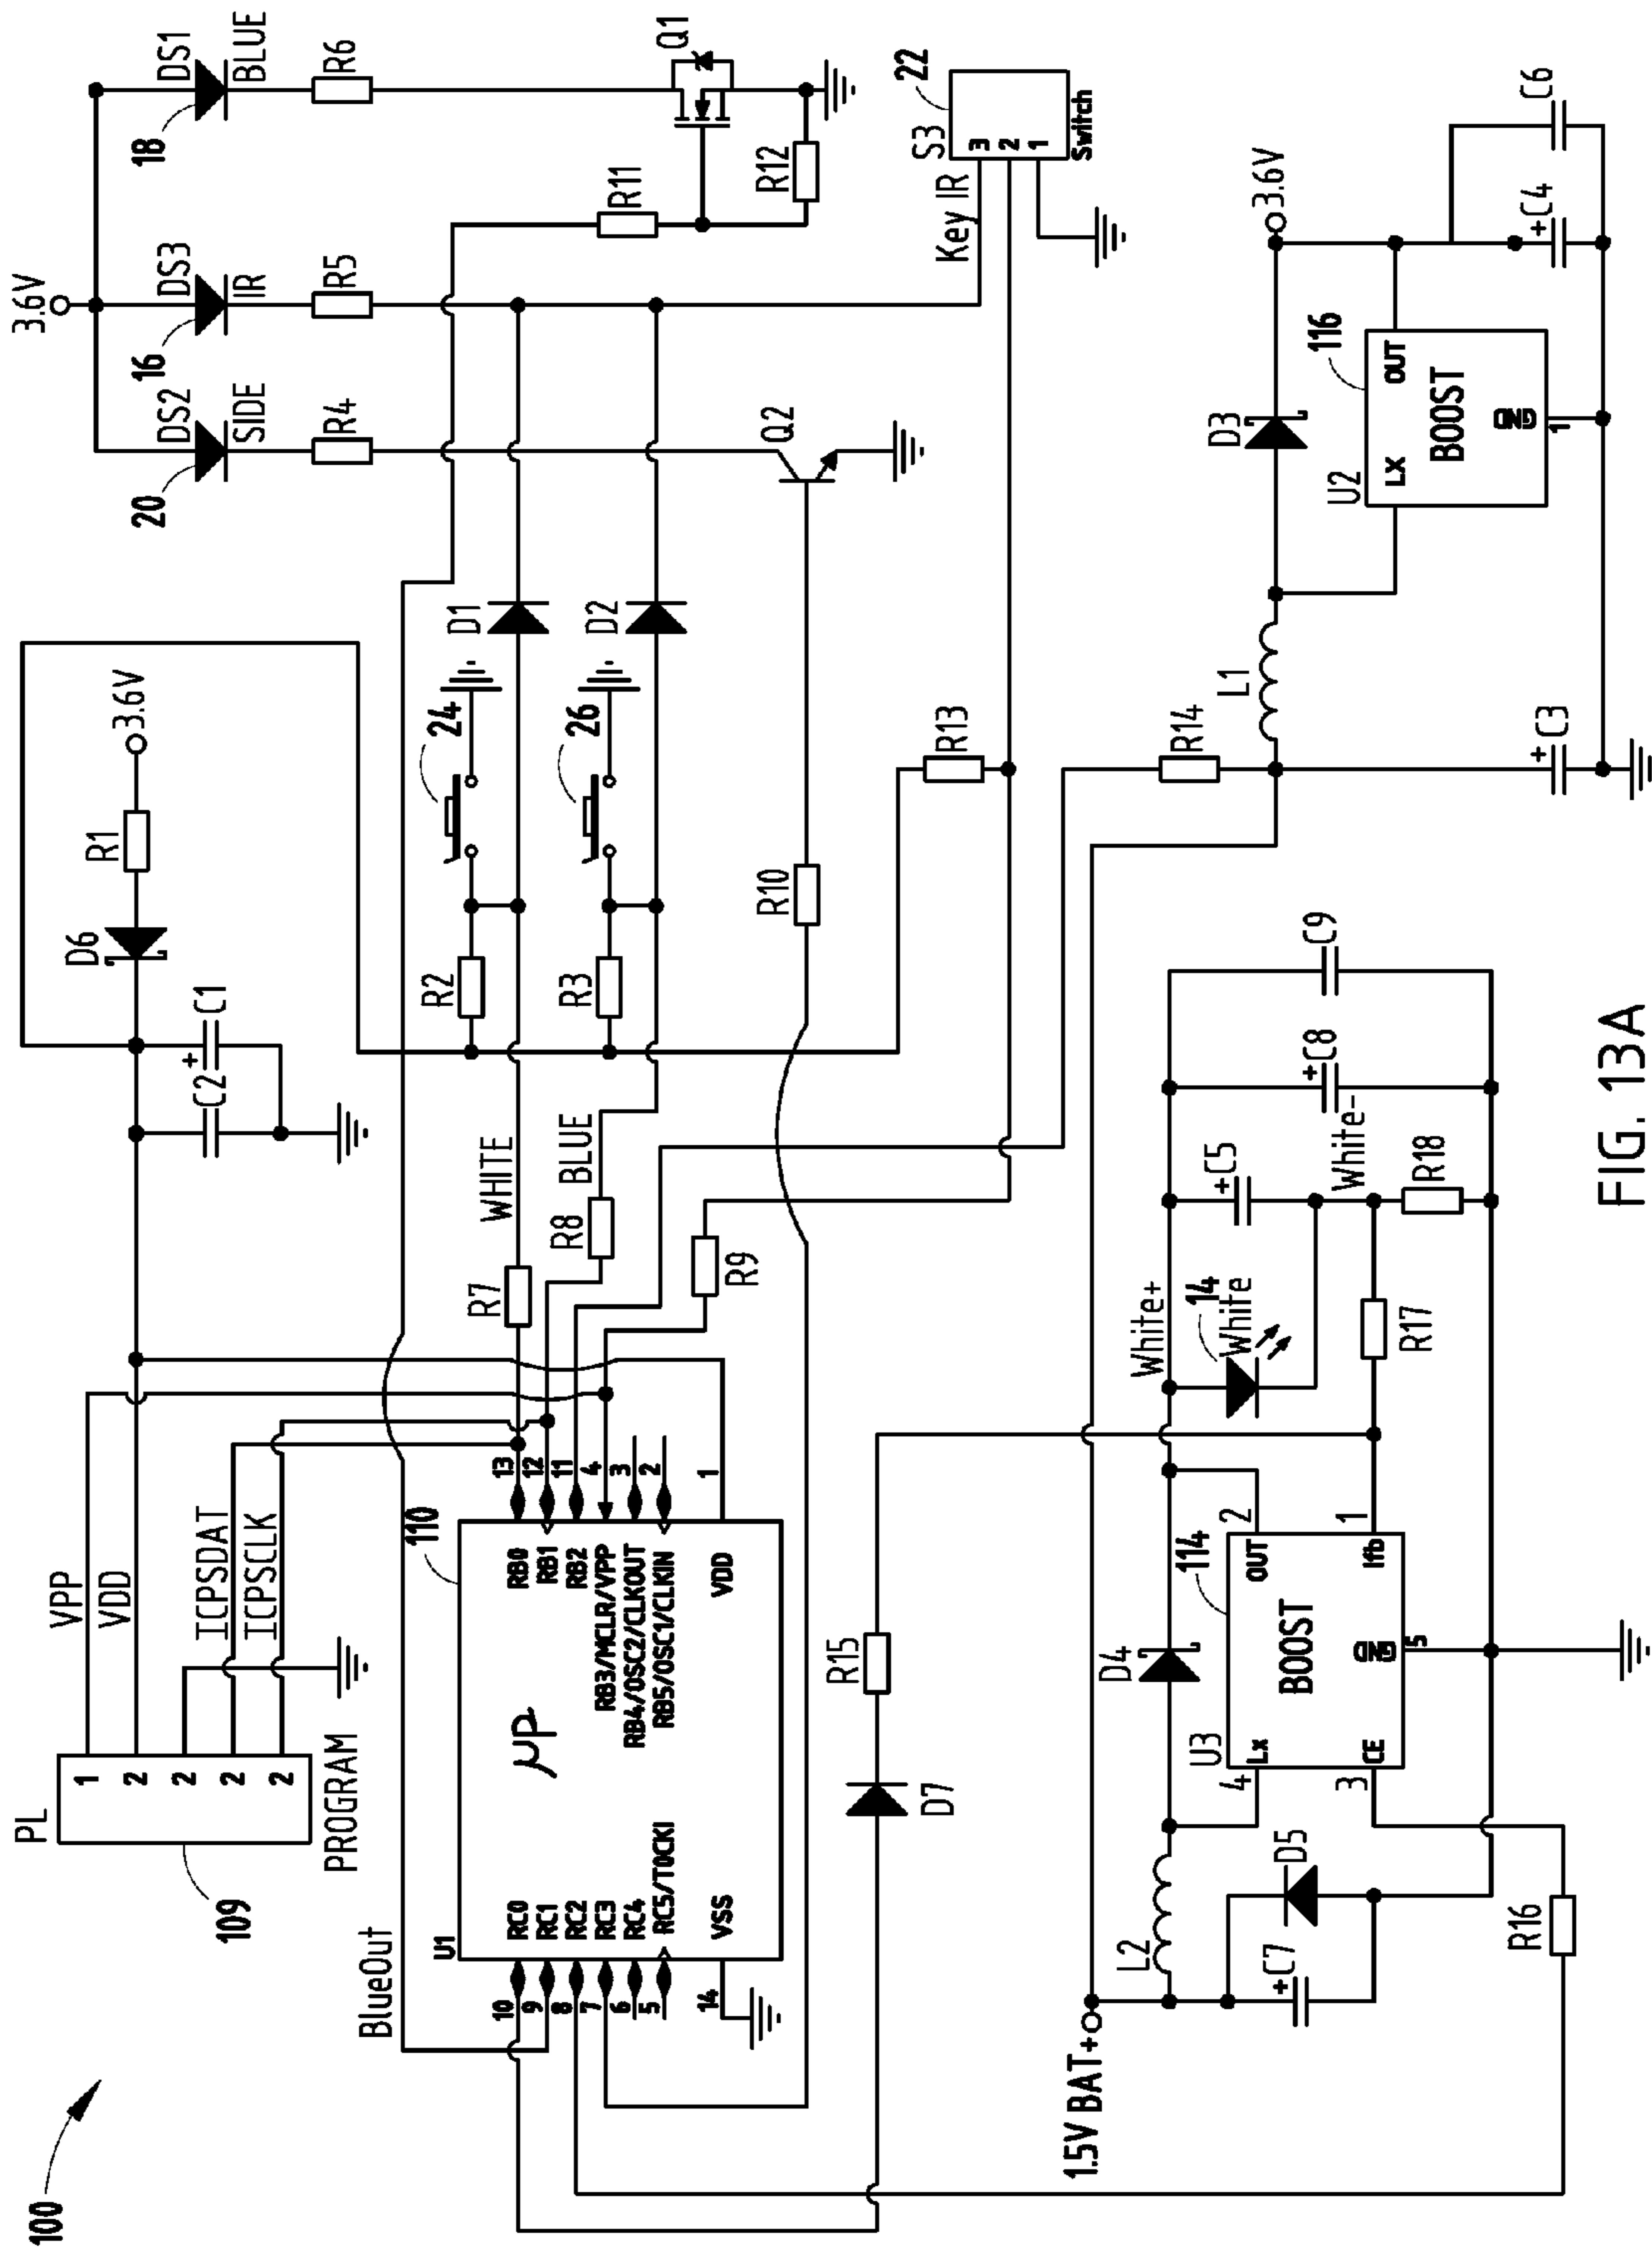 100
PL
109
PROGRAM
1
2
2
2
2
VPP
VDD
ICPSDAT
ICPSCLK
C2
+
C1
D6
R1
3.6V
3.6V
20
DS2
SIDE
R4
16
DS3
IR
R5
18
DS1
BLUE
R6
Q1
BlueOut
U1
110
μP
RC0
RC1
RC2
RC3
RC4
RC5/T0CKI
VSS
10
9
8
7
6
5
14
RB0
RB1
RB2
RB3/MCLR/VPP
RB4/OSC2/CLKOUT
RB5/OSC1/CLKIN
VDD
13
12
11
4
3
2
1
R7
WHITE
R8
BLUE
R9
R2
24
D1
R3
26
D2
R10
Q2
R11
R12
R13
Key IR
S3
22
3
2
1
Switch
D7
R15
1.5V BAT+
L2
+
C7
D5
R16
U3
114
Lx
CE
OUT
Ifb
GND
BOOST
4
3
2
1
5
D4
White+
14
White
R17
+
C5
White-
R18
+
C8
C9
R14
L1
+
C3
D3
U2
116
LX
OUT
BOOST
GND
1
3.6V
+
C4
C6
FIG. 13A